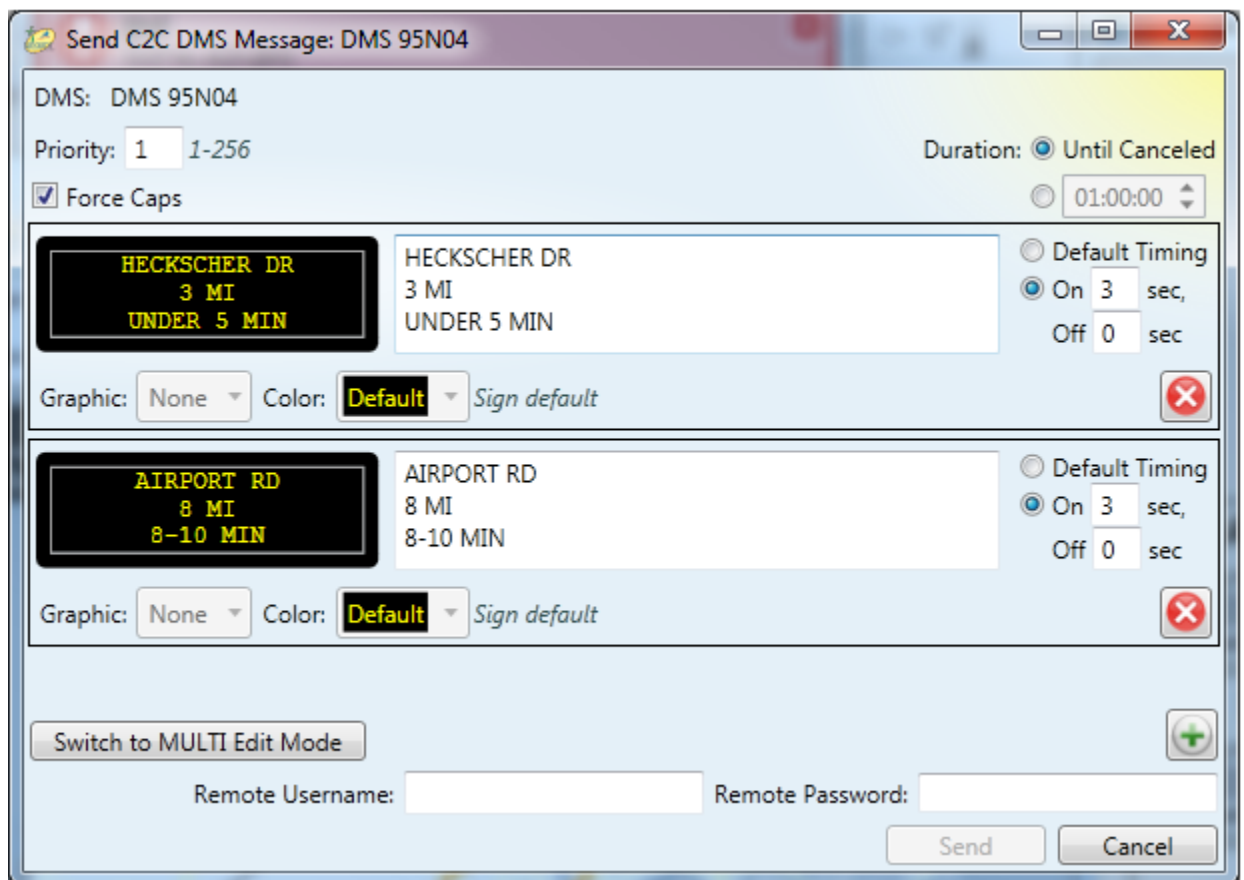 Send C2C DMS Message: DMS 95N04
DMS: DMS 95N04
Priority: 1 1-256
Duration: Until Canceled
Force Caps
01:00:00
HECKSCHER DR
3 MI
UNDER 5 MIN
HECKSCHER DR
3 MI
UNDER 5 MIN
Default Timing
On 3 sec,
Off 0 sec
Graphic: None Color: Default Sign default
AIRPORT RD
8 MI
8-10 MIN
AIRPORT RD
8 MI
8-10 MIN
Default Timing
On 3 sec,
Off 0 sec
Graphic: None Color: Default Sign default
Switch to MULTI Edit Mode
Remote Username: Remote Password:
Send Cancel